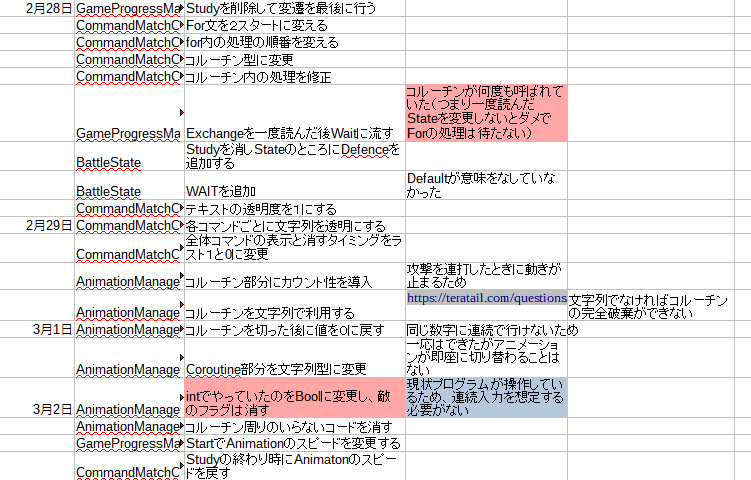 2月28日 GameProgressMa Studyを削除して変遷を最後に行う
CommandMatchC For文を２スタートに変える
CommandMatchC for内の処理の順番を変える
CommandMatchC コルーチン型に変更
CommandMatchC コルーチン内の処理を修正
コルーチンが何度も呼ばれて
いた（つまり一度読んだ
Stateを変更しないとダメで
GameProgressMa Exchangeを一度読んだ後Waitに流す Forの処理は待たない）
Studyを消しStateのところにDefenceを
BattleState 追加する
Defaultが意味をなしていな
BattleState WAITを追加 かった
CommandMatchC テキストの透明度を1にする
2月29日 CommandMatchC 各コマンドごとに文字列を透明にする
全体コマンドの表示と消すタイミングをラ
CommandMatchC スト1と0に変更
攻撃を連打したときに動きが
AnimationManage コルーチン部分にカウント性を導入 止まるため
https://teratail.com/questions 文字列でなければコルーチン
AnimationManage コルーチンを文字列で利用する の完全破棄ができない
3月1日 AnimationManage コルーチンを切った後に値を0に戻す 同じ数字に連続で行けないため
一応はできたがアニメーショ
ンが即座に切り替わることは
AnimationManage Coroutine部分を文字列型に変更 ない
現状プログラムが操作してい
intでやっていたのをBoolに変更し、敵 るため、連続入力を想定する
3月2日 AnimationManage のフラグは消す 必要がない
AnimationManage コルーチン周りのいらないコードを消す
GameProgressMa StartでAnimationのスピードを変更する
Studyの終わり時にAnimatonのスピー
CommandMatchC ドを戻す